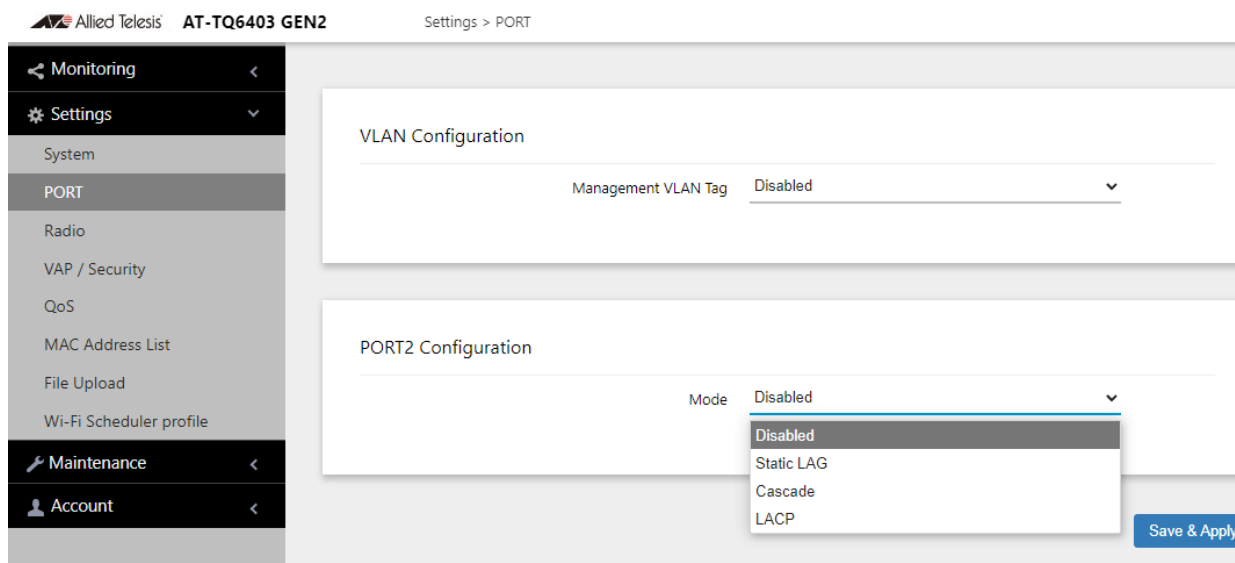 Allied Telesis AT-TQ6403 GEN2 Settings > PORT
Monitoring
Settings
System
PORT
Radio
VAP / Security
QoS
MAC Address List
File Upload
Wi-Fi Scheduler profile
Maintenance
Account
VLAN Configuration
Management VLAN Tag Disabled
PORT2 Configuration
Mode Disabled
Disabled
Static LAG
Cascade
LACP
Save & Apply